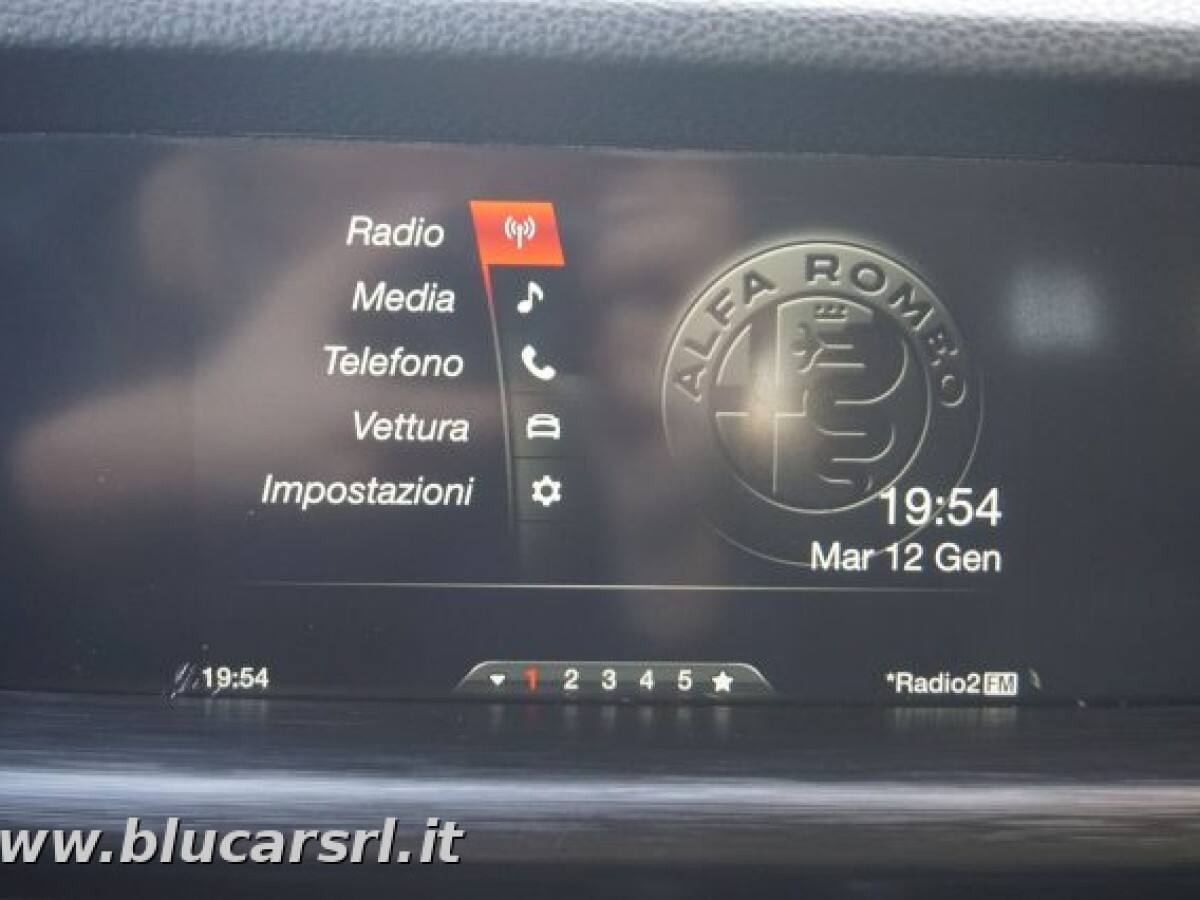 Radio
Media
Telefono
Vettura
Impostazioni
ALFA ROMEO
19:54
Mar 12 Gen
19:54
1 2 3 4 5
*Radio2 FM
ww.blucarsrl.it